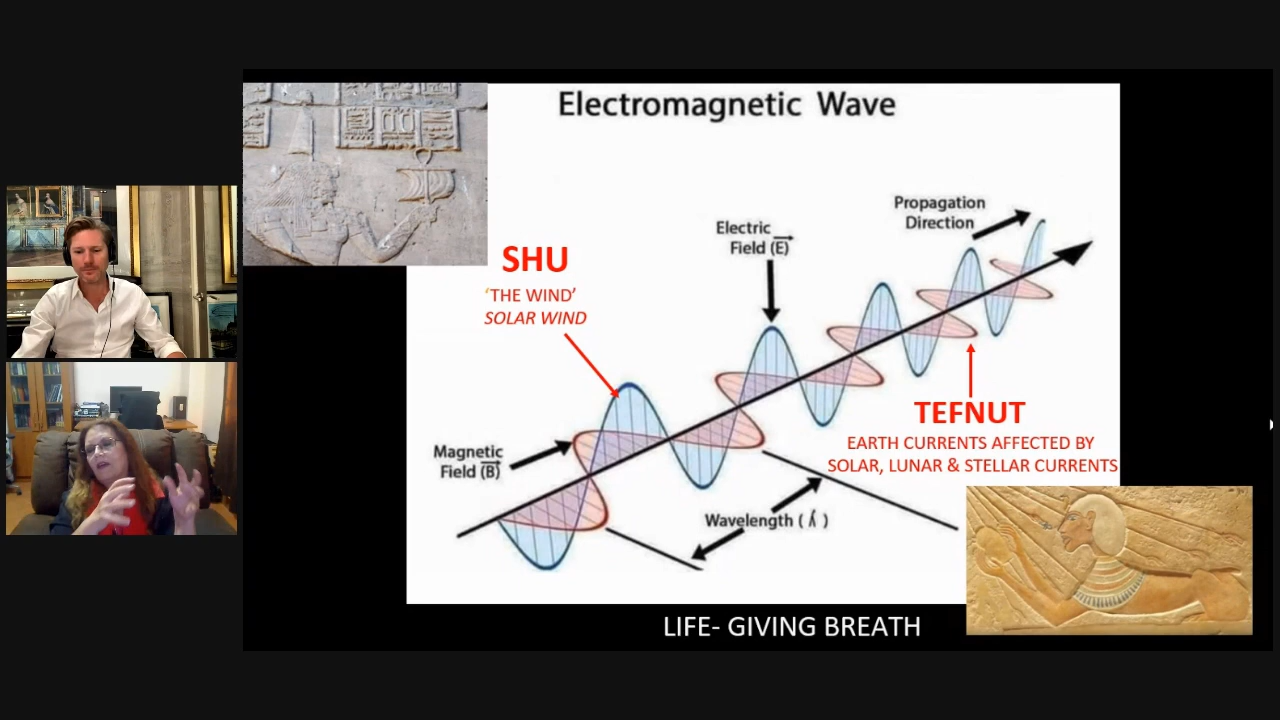 Electromagnetic Wave
Propagation
Direction
Electric
Field (E)
SHU
‘THE WIND’
SOLAR WIND
TEFNUT
EARTH CURRENTS AFFECTED BY
SOLAR, LUNAR & STELLAR CURRENTS
Magnetic
Field (B)
Wavelength ( λ )
LIFE- GIVING BREATH